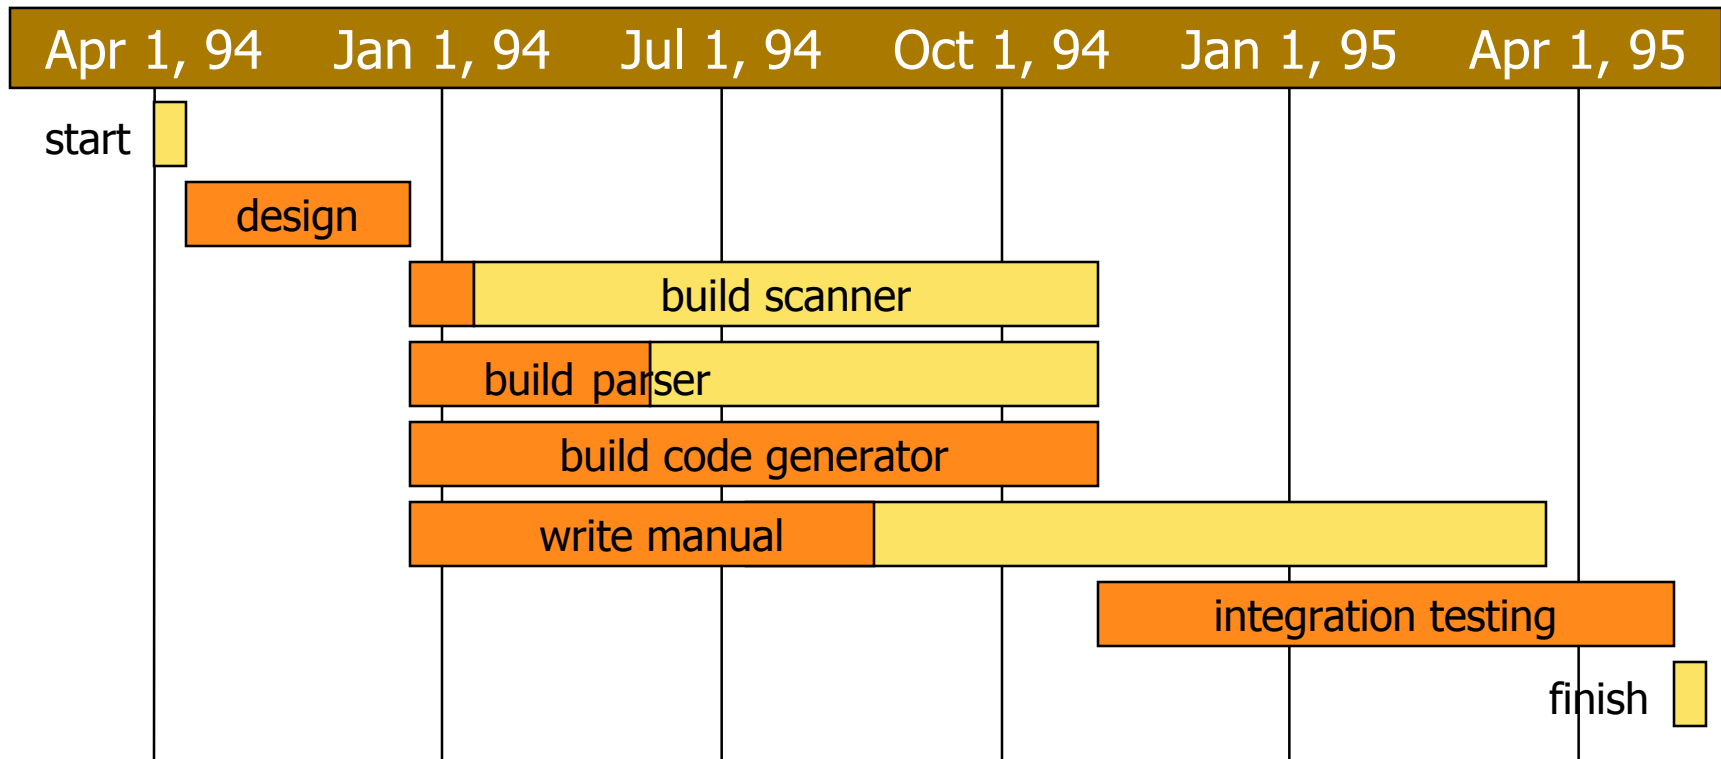 Apr 1, 94 Jan 1, 94 Jul 1, 94 Oct 1, 94 Jan 1, 95 Apr 1, 95
start
design
build scanner
build parser
build code generator
write manual
integration testing
finish